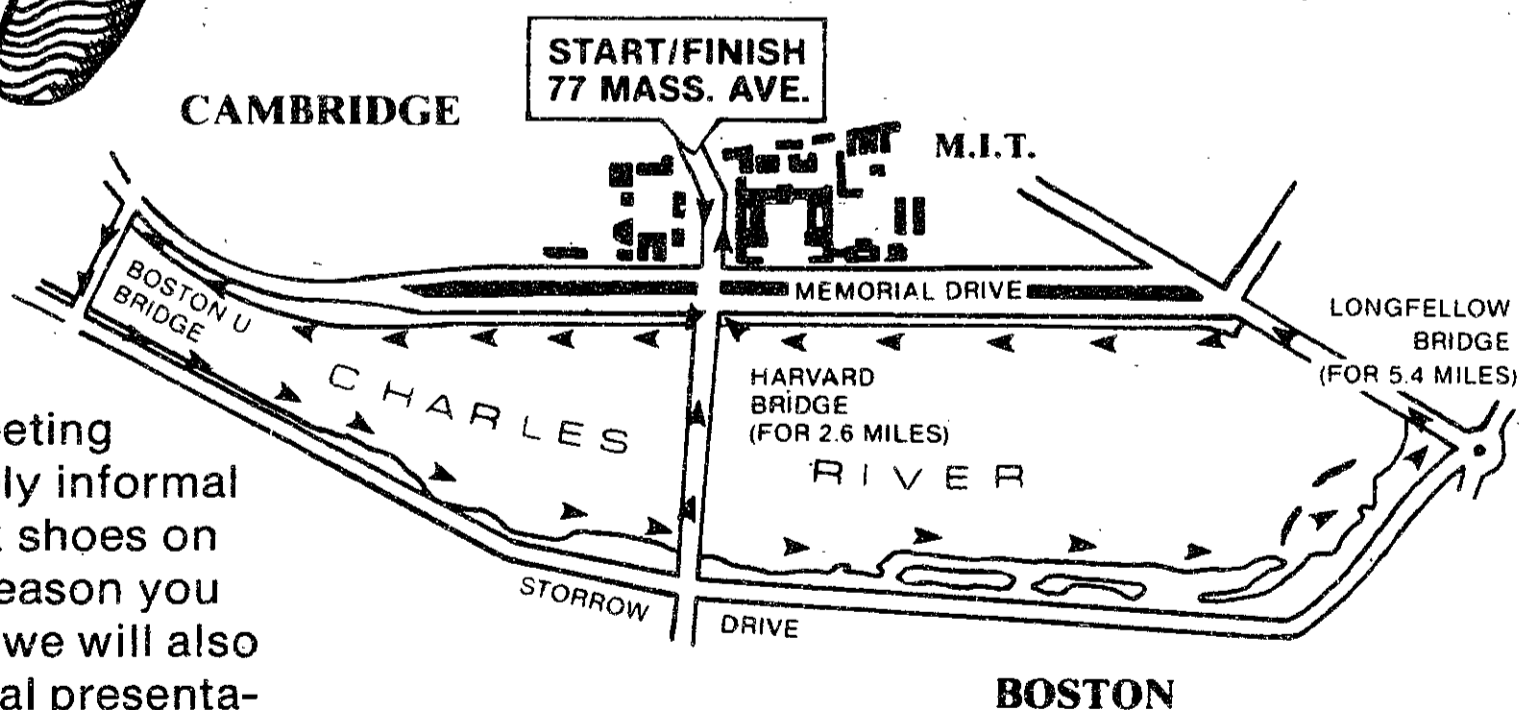 START/FINISH
77 MASS. AVE.
CAMBRIDGE
M.I.T.
BOSTON U
BRIDGE
MEMORIAL DRIVE
LONGFELLOW
BRIDGE
(FOR 5.4 MILES)
HARVARD
BRIDGE
(FOR 2.6 MILES)
CHARLES
RIVER
STORROW
DRIVE
BOSTON
eting
ly informal
shoes on
eason you
we will also
al presenta-